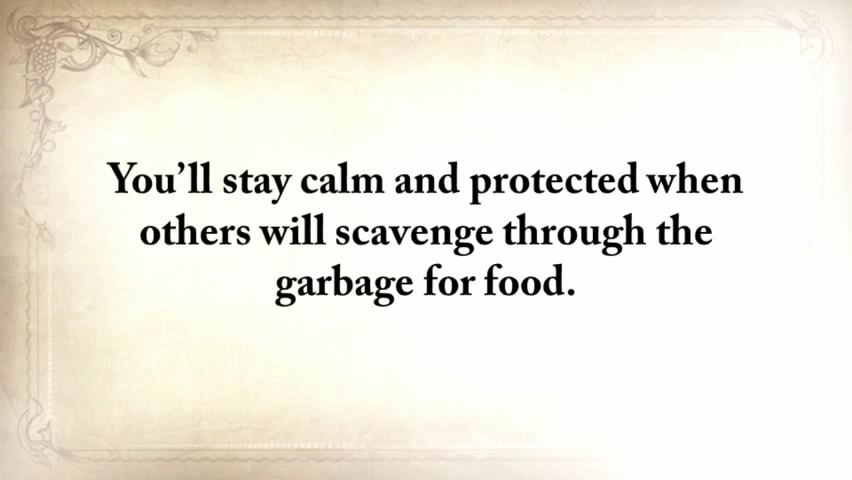 You’ll stay calm and protected when
others will scavenge through the
garbage for food.